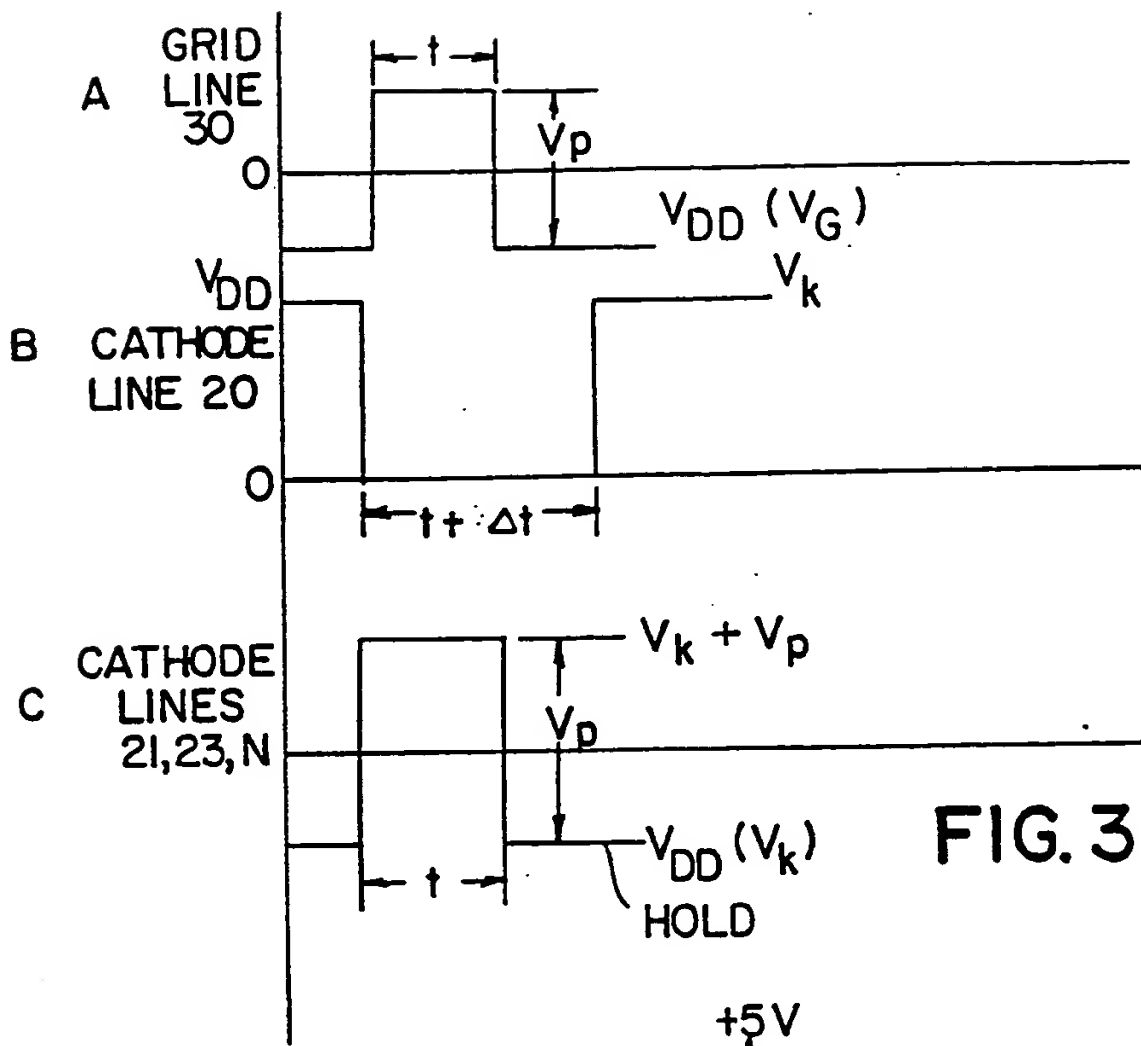 GRID
A LINE
30
t
Vp
0
VDD (VG)
VDD
Vk
B CATHODE
LINE 20
0
t + Δt
CATHODE
C LINES
21,23,N
Vk + Vp
Vp
VDD (Vk)
t
HOLD
FIG. 3
+5V